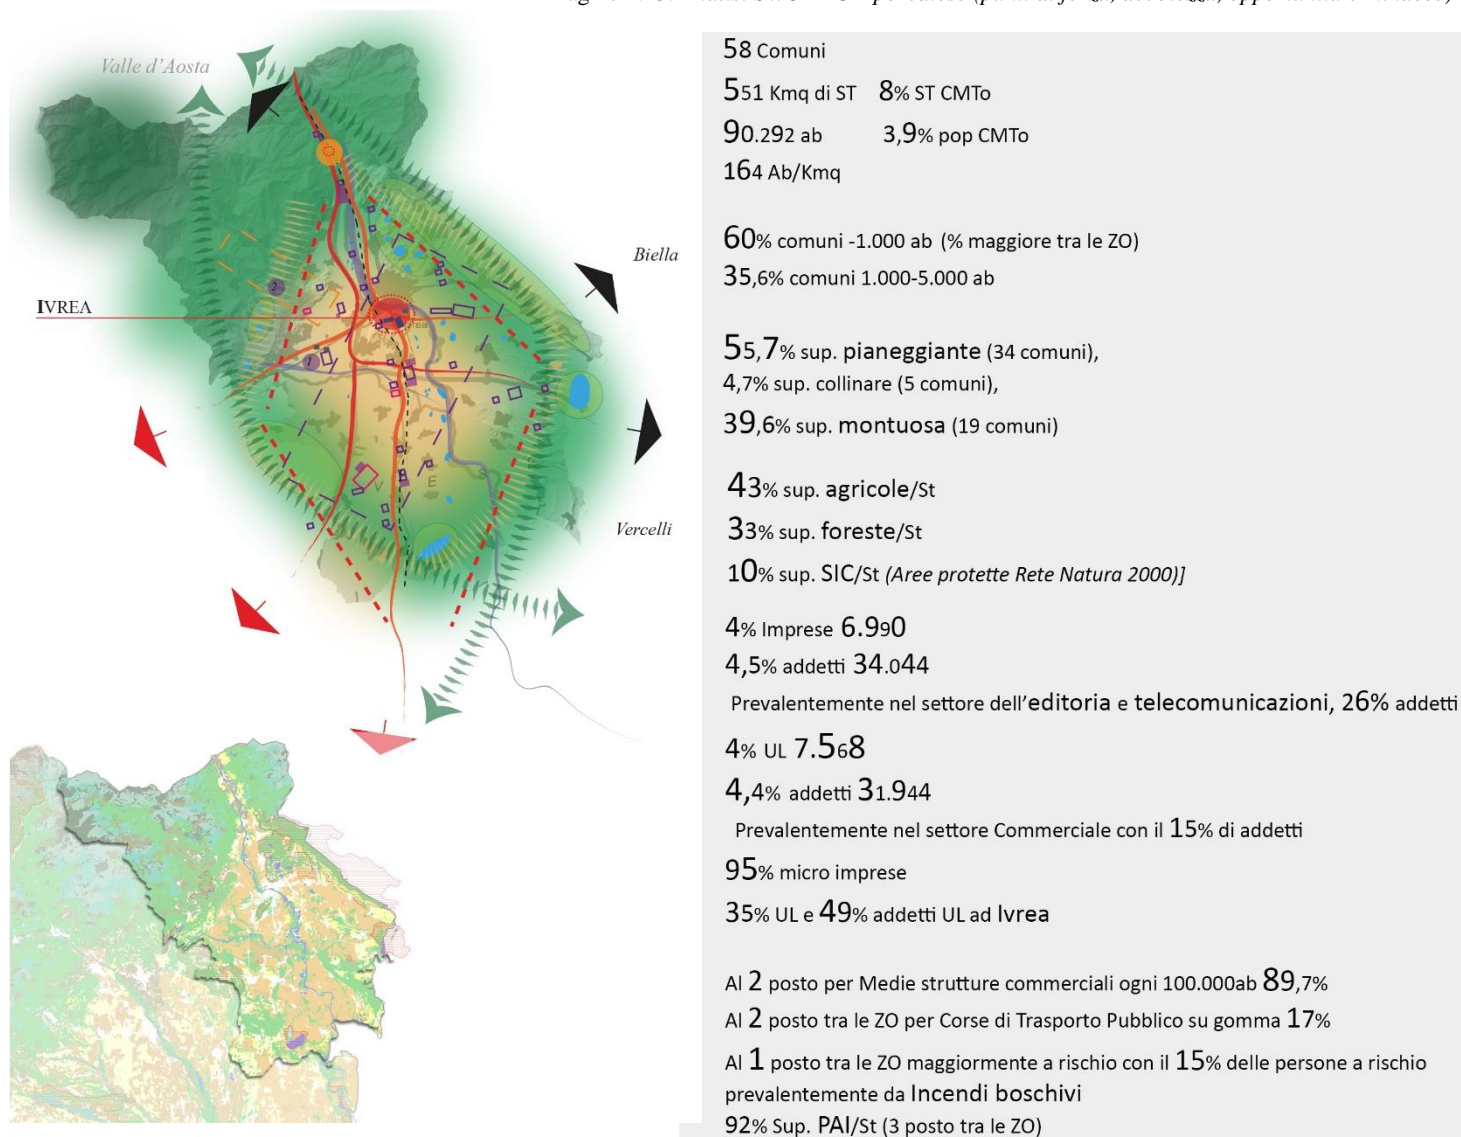 Valle d'Aosta
Biella
IVREA
Vercelli
2
1
V E S
58 Comuni
551 Kmq di ST 8% ST CMTo
90.292 ab 3,9% pop CMTo
164 Ab/Kmq
60% comuni -1.000 ab (% maggiore tra le ZO)
35,6% comuni 1.000-5.000 ab
55,7% sup. pianeggiante (34 comuni),
4,7% sup. collinare (5 comuni),
39,6% sup. montuosa (19 comuni)
43% sup. agricole/St
33% sup. foreste/St
10% sup. SIC/St (Aree protette Rete Natura 2000)]
4% Imprese 6.990
4,5% addetti 34.044
Prevalentemente nel settore dell'editoria e telecomunicazioni, 26% addetti
4% UL 7.568
4,4% addetti 31.944
Prevalentemente nel settore Commerciale con il 15% di addetti
95% micro imprese
35% UL e 49% addetti UL ad Ivrea
Al 2 posto per Medie strutture commerciali ogni 100.000ab 89,7%
Al 2 posto tra le ZO per Corse di Trasporto Pubblico su gomma 17%
Al 1 posto tra le ZO maggiormente a rischio con il 15% delle persone a rischio
prevalentemente da Incendi boschivi
92% Sup. PAI/St (3 posto tra le ZO)